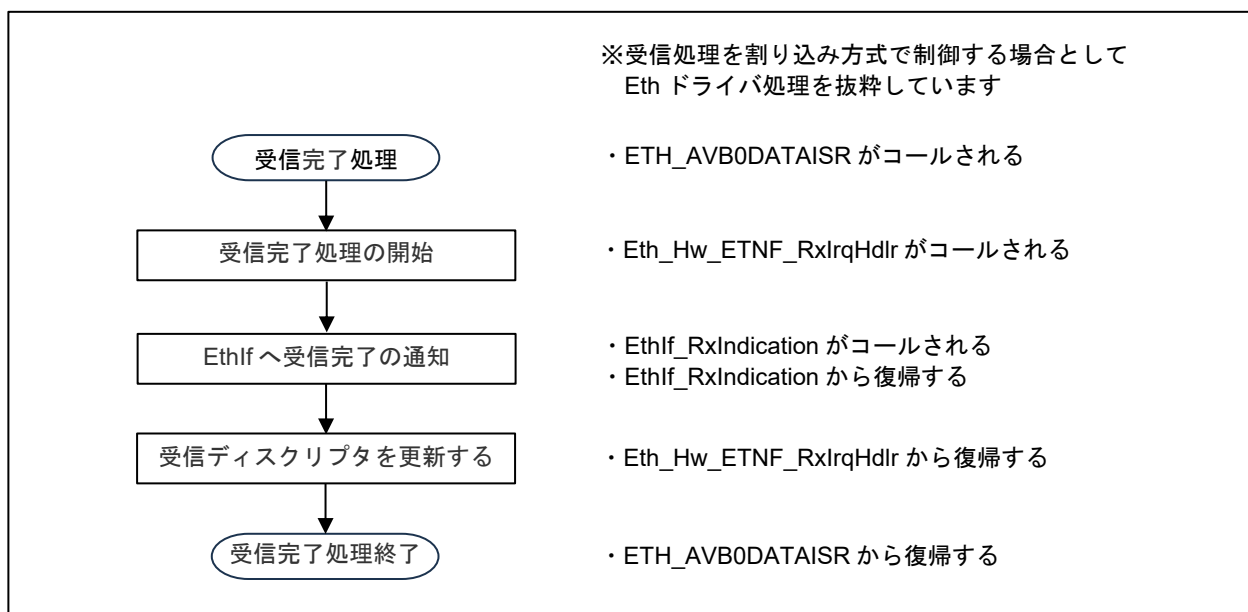 ※受信処理を割り込み方式で制御する場合として
Eth ドライバ処理を抜粋しています
受信完了処理
・ETH_AVB0DATAISR がコールされる
受信完了処理の開始
・Eth_Hw_ETNF_RxIrqHdlr がコールされる
EthIf へ受信完了の通知
・EthIf_RxIndication がコールされる
・EthIf_RxIndication から復帰する
受信ディスクリプタを更新する
・Eth_Hw_ETNF_RxIrqHdlr から復帰する
受信完了処理終了
・ETH_AVB0DATAISR から復帰する